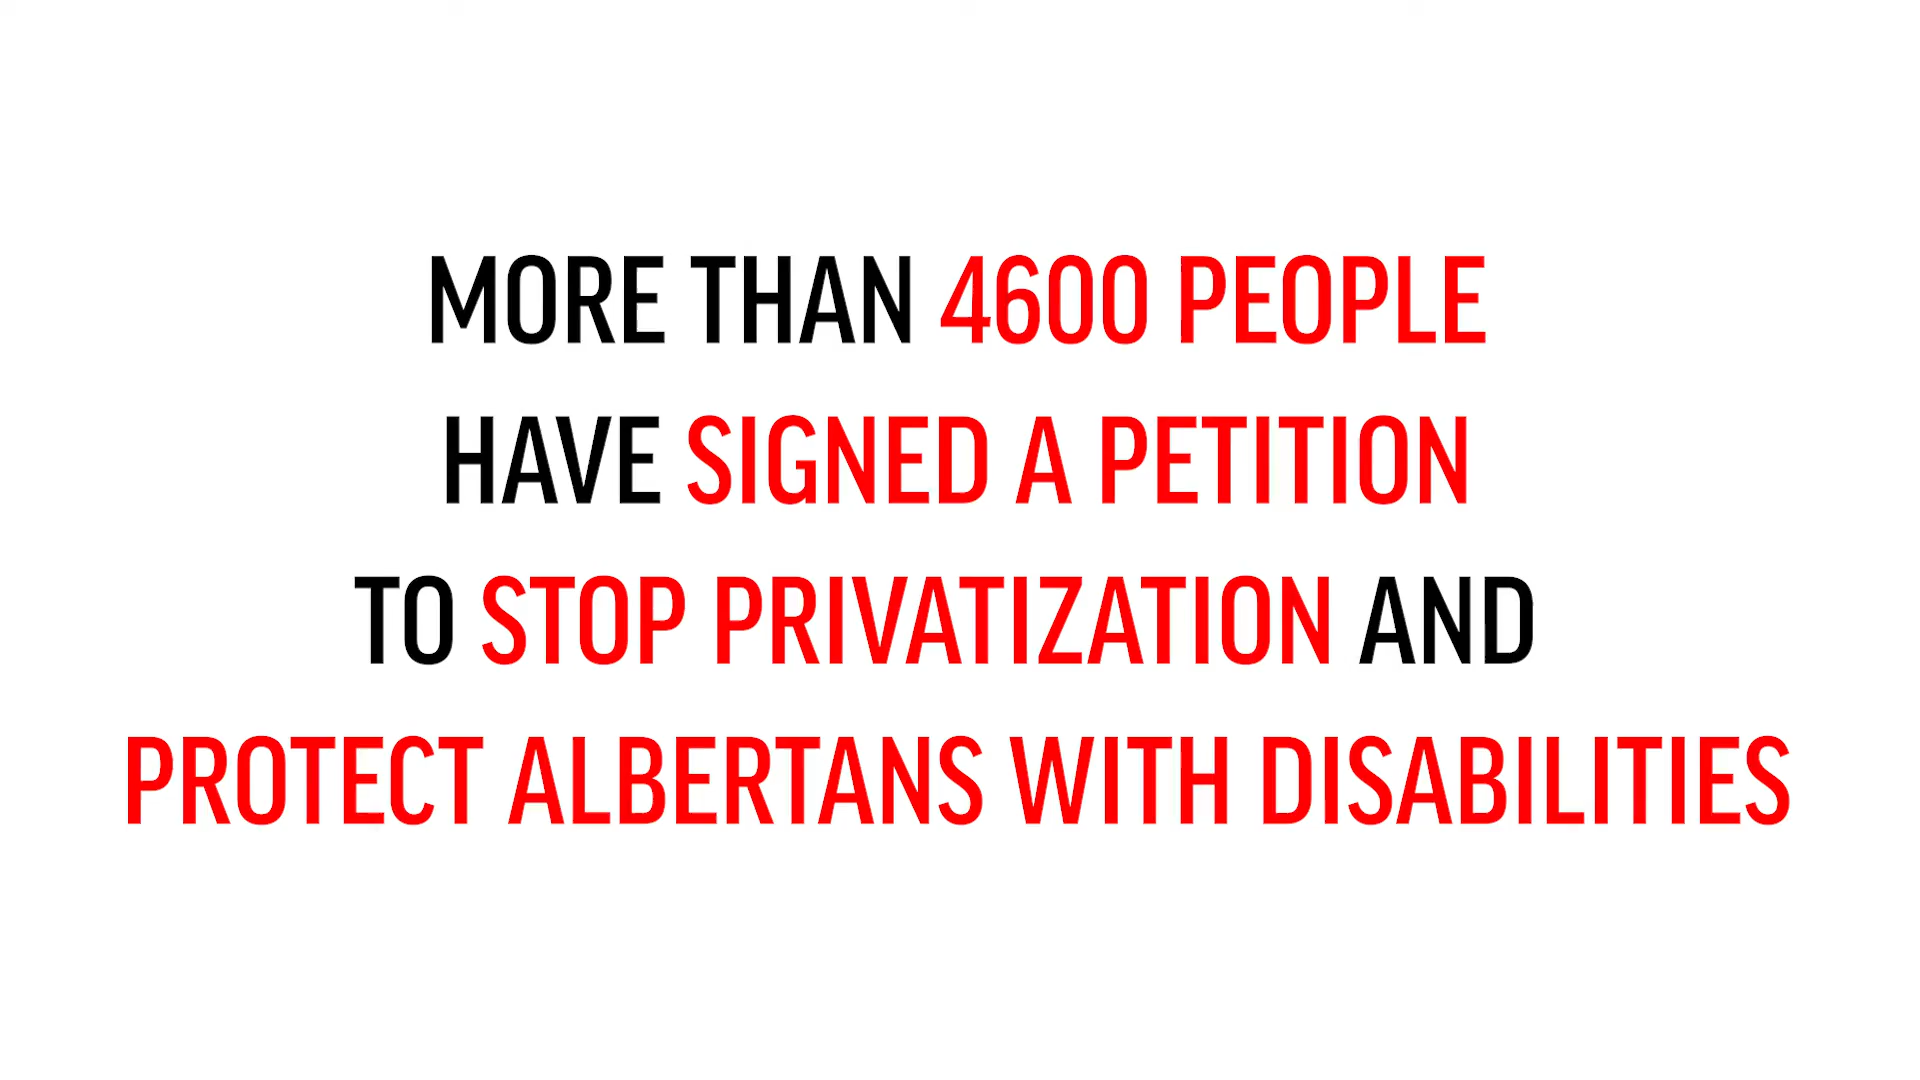 MORE THAN 4600 PEOPLE
HAVE SIGNED A PETITION
TO STOP PRIVATIZATION AND
PROTECT ALBERTANS WITH DISABILITIES